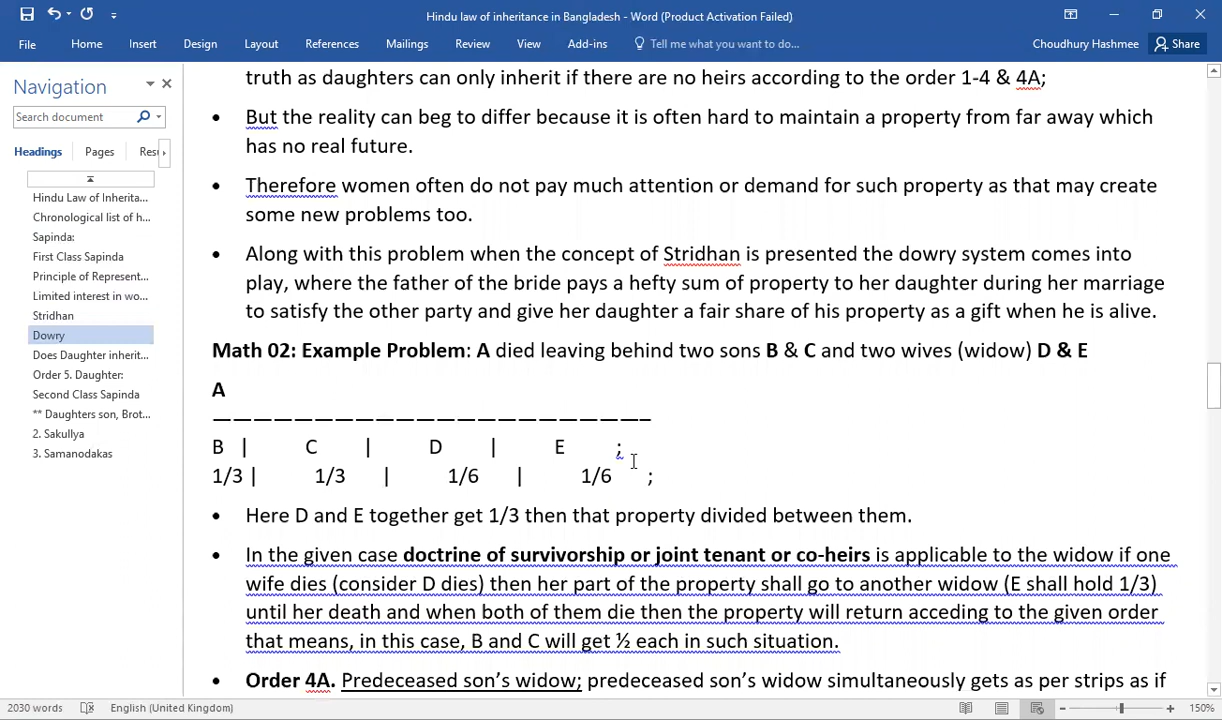 Hindu law of inheritance in Bangladesh - Word (Product Activation Failed)
File Home Insert Design Layout References Mailings Review View Add-ins Tell me what you want to do... Choudhury Hashmee Share
Navigation
Search document
Headings Pages Resu
Hindu Law of Inherita...
Chronological list of h...
Sapinda:
First Class Sapinda
Principle of Represent...
Limited interest in wo...
Stridhan
Dowry
Does Daughter inherit...
Order 5. Daughter:
Second Class Sapinda
** Daughters son, Brot...
2. Sakullya
3. Samanodakas
truth as daughters can only inherit if there are no heirs according to the order 1-4 & 4A;
• But the reality can beg to differ because it is often hard to maintain a property from far away which
has no real future.
• Therefore women often do not pay much attention or demand for such property as that may create
some new problems too.
• Along with this problem when the concept of Stridhan is presented the dowry system comes into
play, where the father of the bride pays a hefty sum of property to her daughter during her marriage
to satisfy the other party and give her daughter a fair share of his property as a gift when he is alive.
Math 02: Example Problem: A died leaving behind two sons B & C and two wives (widow) D & E
A
—————————————————————–
B | C | D | E ;
1/3 | 1/3 | 1/6 | 1/6 ;
• Here D and E together get 1/3 then that property divided between them.
• In the given case doctrine of survivorship or joint tenant or co-heirs is applicable to the widow if one
wife dies (consider D dies) then her part of the property shall go to another widow (E shall hold 1/3)
until her death and when both of them die then the property will return acceding to the given order
that means, in this case, B and C will get ½ each in such situation.
• Order 4A. Predeceased son's widow; predeceased son's widow simultaneously gets as per strips as if
2030 words English (United Kingdom) 150%